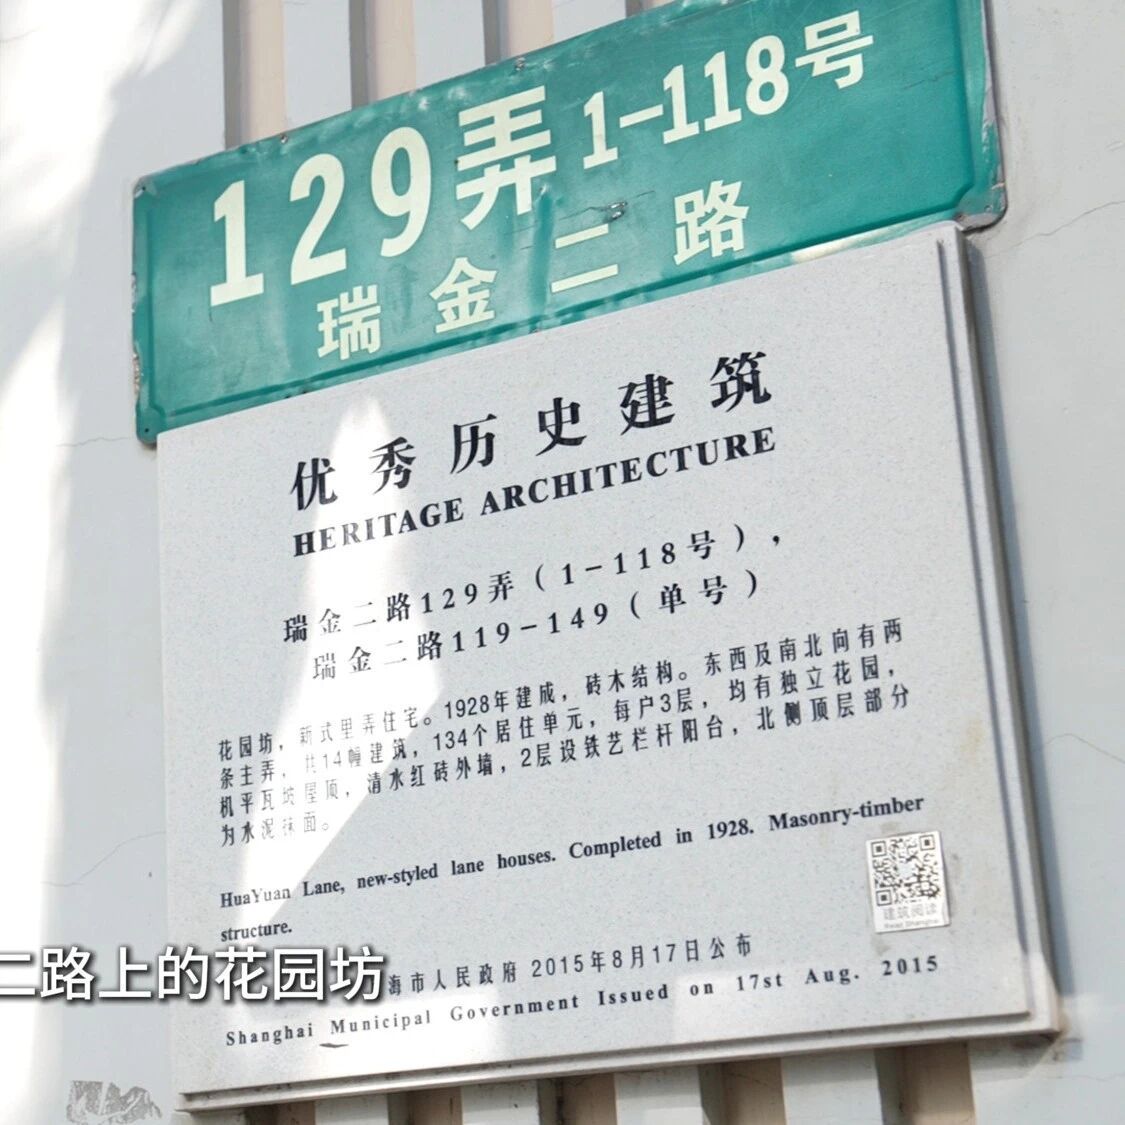 129弄 1-118号
瑞金二路
优秀历史建筑
HERITAGE ARCHITECTURE
瑞金二路129弄(1-118号),
瑞金二路119-149(单号)
花园坊,新式里弄住宅。1928年建成,砖木结构。东西及南北向有两
条主弄,共14幢建筑,134个居住单元,每户3层,均有独立花园,
机平瓦坡屋顶,清水红砖外墙,2层设铁艺栏杆阳台,北侧顶层部分
为水泥抹面。
HuaYuan Lane, new-styled lane houses. Completed in 1928. Masonry-timber
structure.
建筑阅读
Read Shanghai
二路上的花园坊
海市人民政府 2015年8月17日公布
Shanghai Municipal Government Issued on 17st Aug. 2015